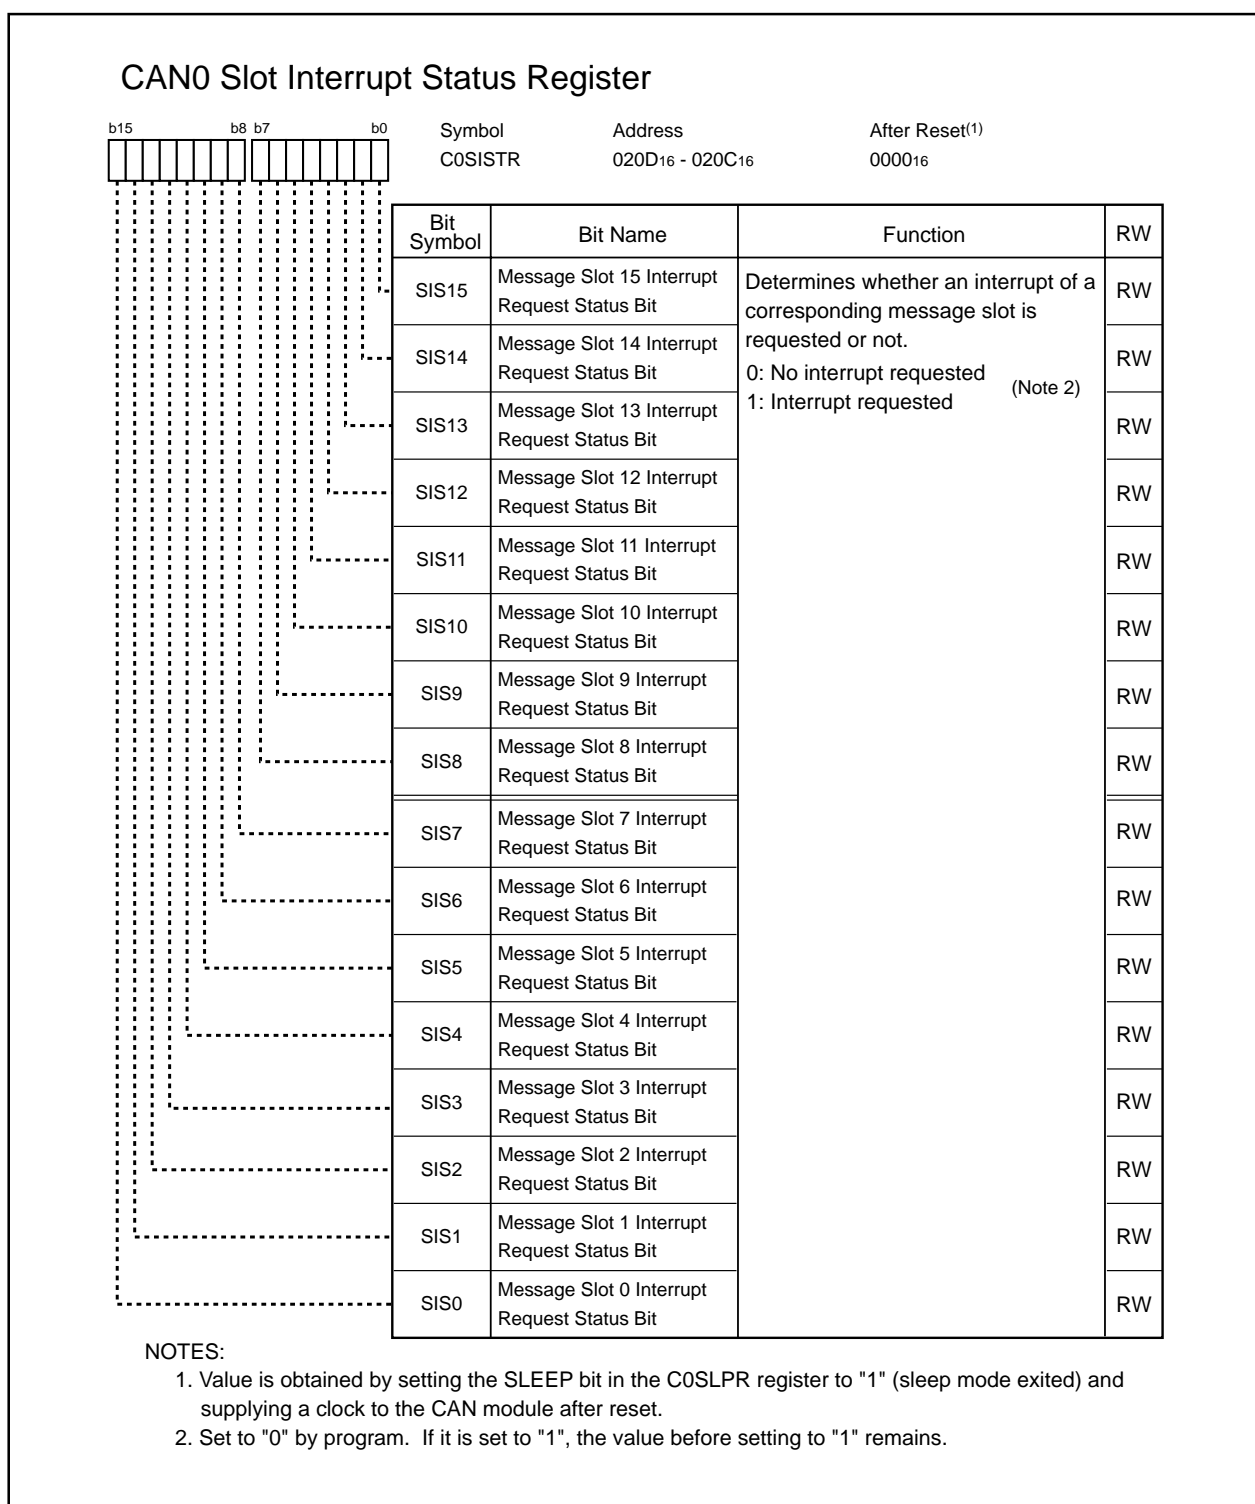 CAN0 Slot Interrupt Status Register
b15 b8 b7 b0
Symbol Address After Reset(1)
C0SISTR 020D16 - 020C16 000016
Bit Symbol Bit Name Function RW
SIS15 Message Slot 15 Interrupt Request Status Bit RW
Determines whether an interrupt of a
corresponding message slot is
requested or not.
0: No interrupt requested
1: Interrupt requested
(Note 2)
SIS14 Message Slot 14 Interrupt Request Status Bit RW
SIS13 Message Slot 13 Interrupt Request Status Bit RW
SIS12 Message Slot 12 Interrupt Request Status Bit RW
SIS11 Message Slot 11 Interrupt Request Status Bit RW
SIS10 Message Slot 10 Interrupt Request Status Bit RW
SIS9 Message Slot 9 Interrupt Request Status Bit RW
SIS8 Message Slot 8 Interrupt Request Status Bit RW
SIS7 Message Slot 7 Interrupt Request Status Bit RW
SIS6 Message Slot 6 Interrupt Request Status Bit RW
SIS5 Message Slot 5 Interrupt Request Status Bit RW
SIS4 Message Slot 4 Interrupt Request Status Bit RW
SIS3 Message Slot 3 Interrupt Request Status Bit RW
SIS2 Message Slot 2 Interrupt Request Status Bit RW
SIS1 Message Slot 1 Interrupt Request Status Bit RW
SIS0 Message Slot 0 Interrupt Request Status Bit RW
NOTES:
1. Value is obtained by setting the SLEEP bit in the C0SLPR register to "1" (sleep mode exited) and
supplying a clock to the CAN module after reset.
2. Set to "0" by program. If it is set to "1", the value before setting to "1" remains.